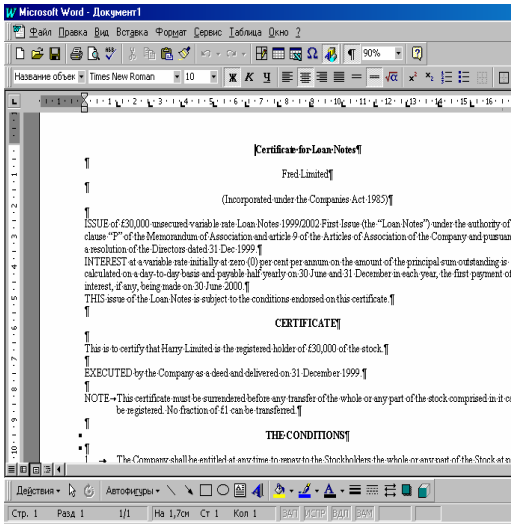 Microsoft Word - Документ1
Файл Правка Вид Вставка Формат Сервис Таблица Окно ?
90%
Название объек Times New Roman 10 Ж К Ч
Certificate for Loan Notes¶
¶
Fred Limited¶
¶
(Incorporated under the Companies Act 1985)¶
¶
ISSUE of £30,000 unsecured variable rate Loan Notes 1999/2002 First Issue (the “Loan Notes”) under the authority of
clause “P” of the Memorandum of Association and article 9 of the Articles of Association of the Company and pursuan
a resolution of the Directors dated 31 Dec 1999.¶
INTEREST at a variable rate initially at zero (0) per cent per annum on the amount of the principal sum outstanding is
calculated on a day-to-day basis and payable half yearly on 30 June and 31 December in each year, the first payment of
interest, if any, being made on 30 June 2000.¶
THIS issue of the Loan Notes is subject to the conditions endorsed on this certificate.¶
¶
CERTIFICATE¶
¶
This is to certify that Harry Limited is the registered holder of £30,000 of the stock.¶
¶
EXECUTED by the Company as a deed and delivered on 31 December 1999.¶
¶
NOTE→This certificate must be surrendered before any transfer of the whole or any part of the stock comprised in it c
be registered. No fraction of £1 can be transferred.¶
¶
THE CONDITIONS¶
¶
1 → The Company shall be entitled at any time to repay to the Stockholders the whole or any part of the Stock at p
Действия Автофигуры
Стр. 1 Разд 1 1/1 На 1,7см Ст 1 Кол 1 ЗАП ИСПР ВДЛ ЗАМ